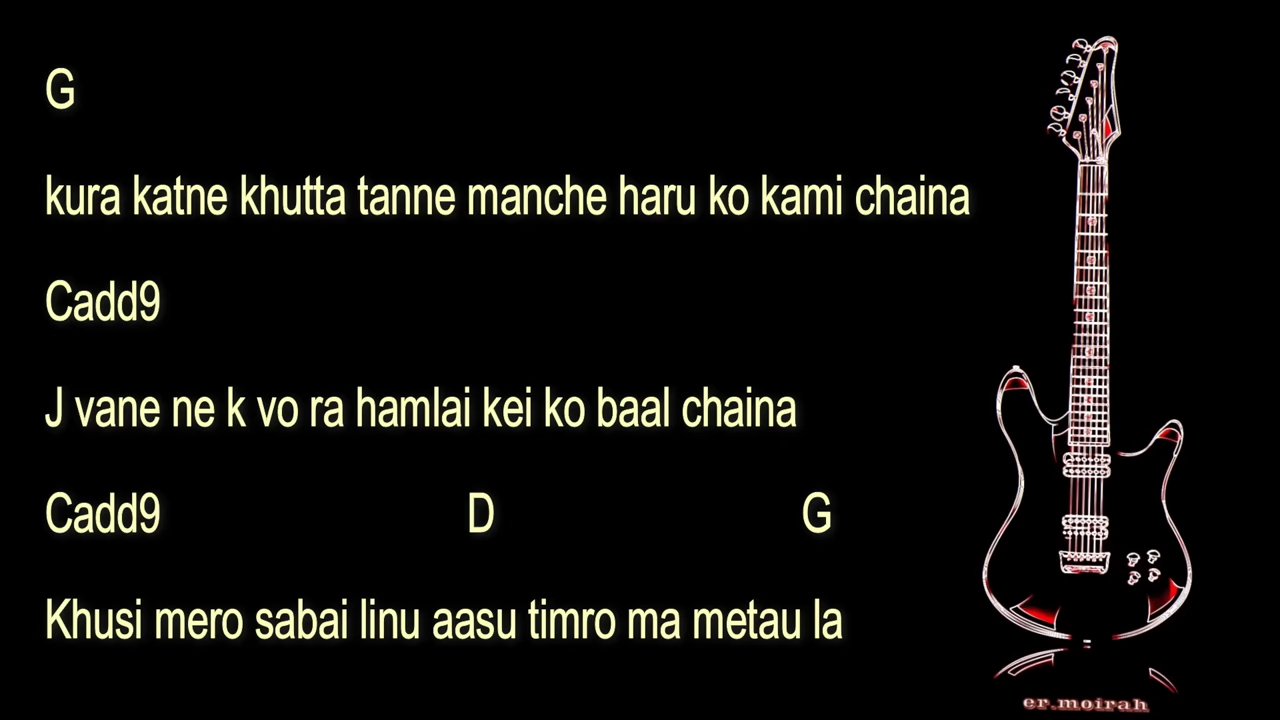 G
kura katne khutta tanne manche haru ko kami chaina
Cadd9
J vane ne k vo ra hamlai kei ko baal chaina
Cadd9 D G
Khusi mero sabai linu aasu timro ma metau la
er.moirah